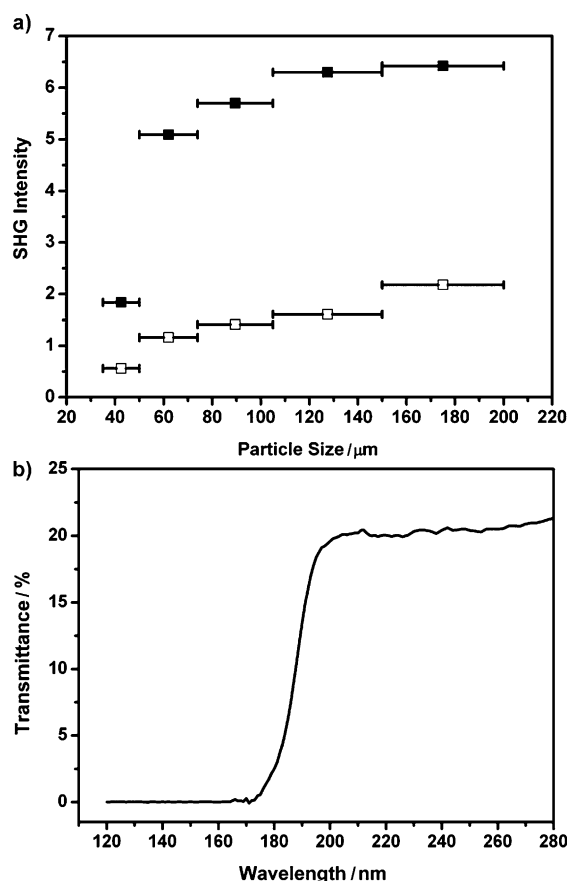 a)
7
6
5
4
3
2
1
0
SHG Intensity
20 40 60 80 100 120 140 160 180 200 220
Particle Size /μm
b)
25
20
15
10
5
0
Transmittance / %
120 140 160 180 200 220 240 260 280
Wavelength / nm